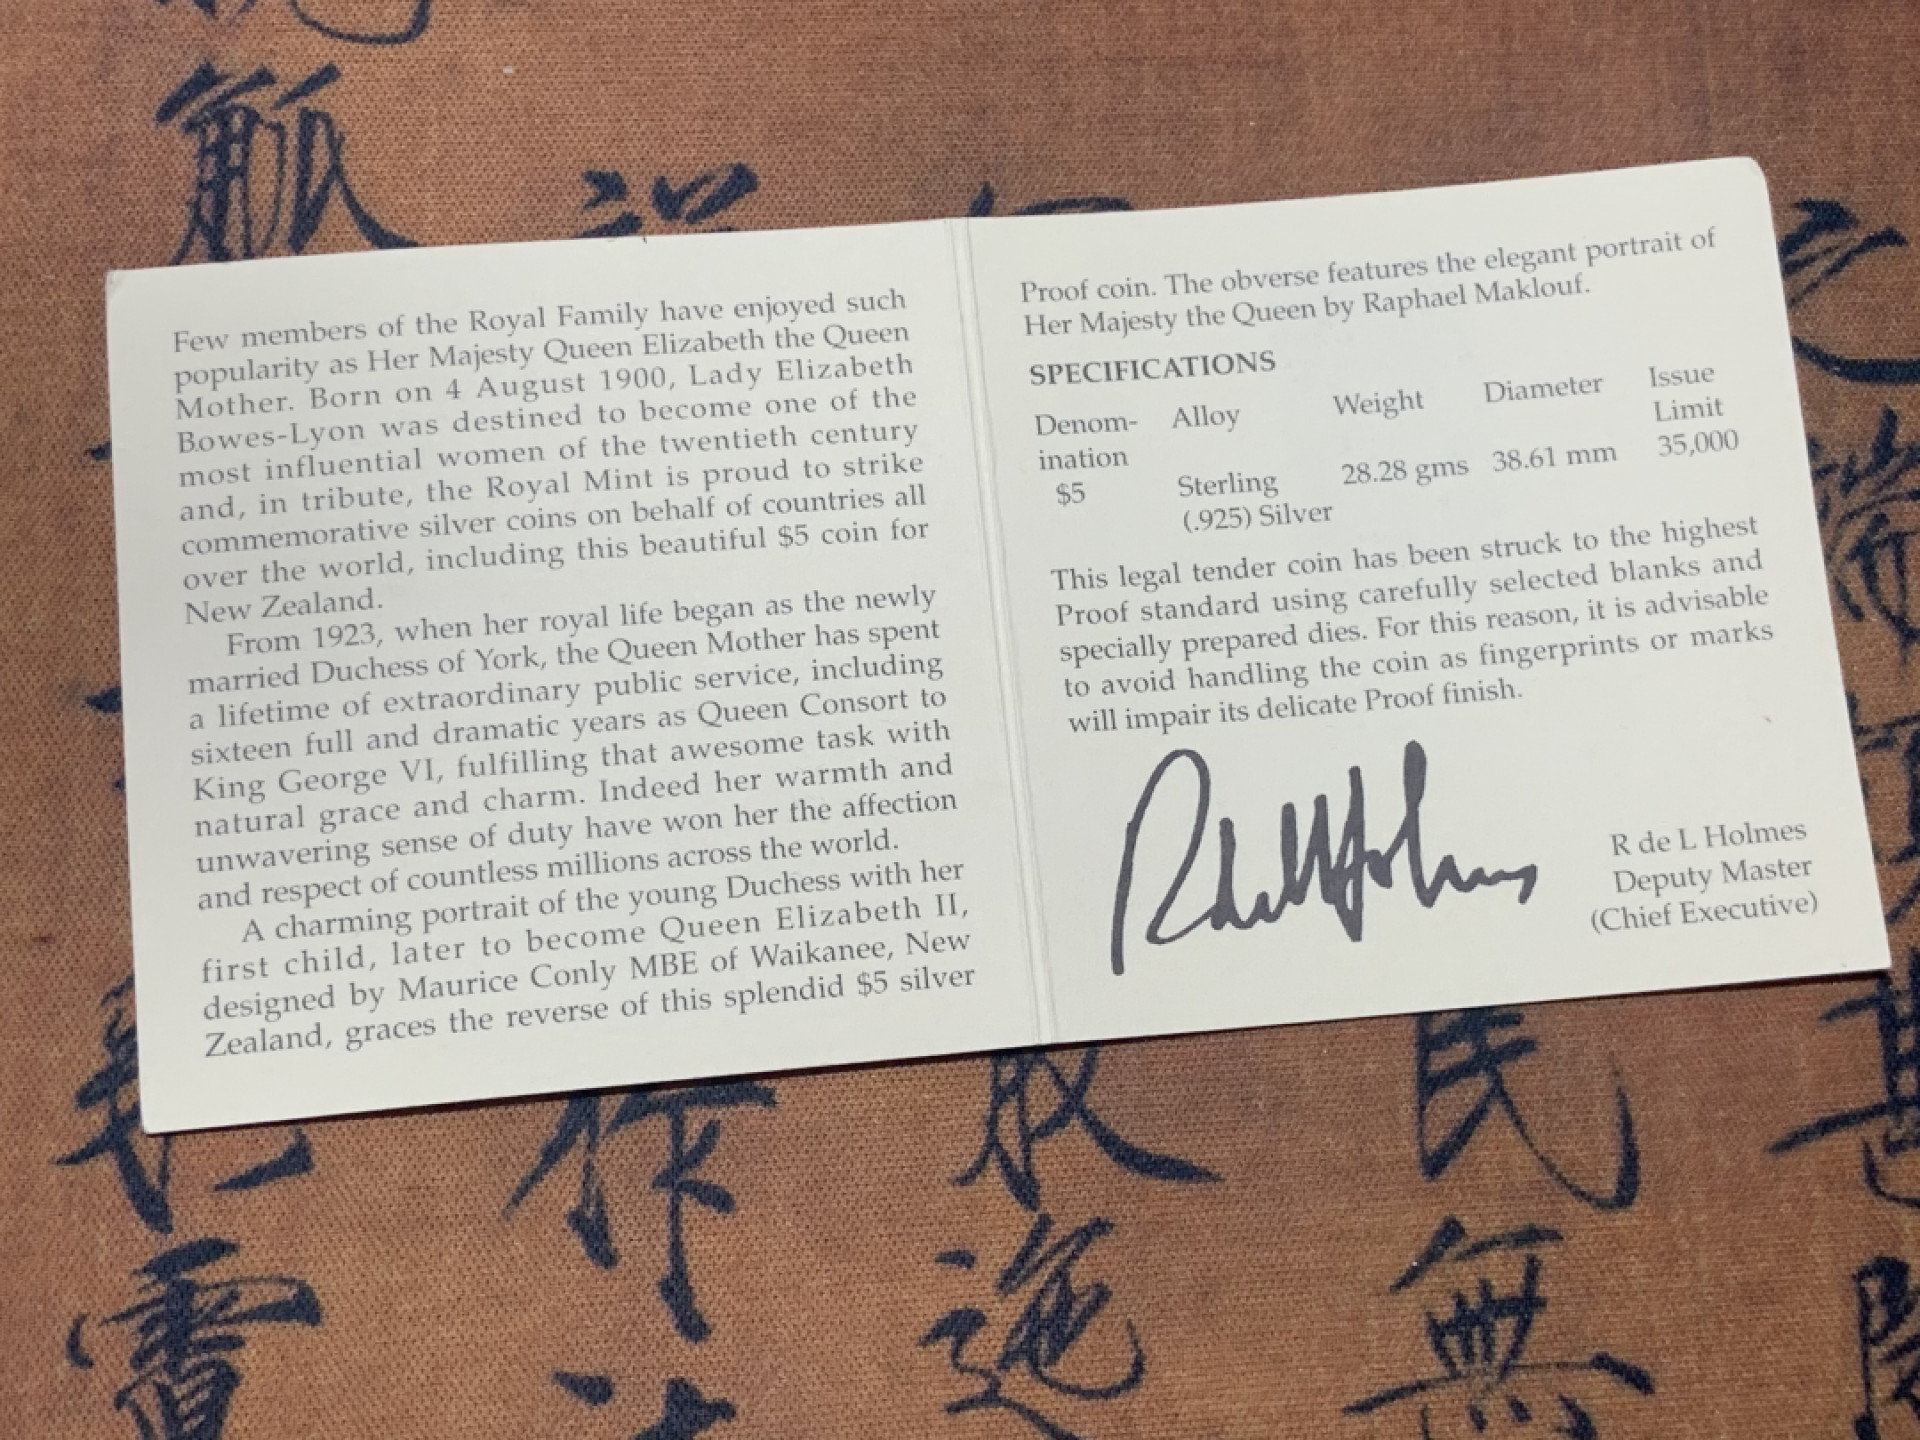 Few members of the Royal Family have enjoyed such
popularity as Her Majesty Queen Elizabeth the Queen
Mother. Born on 4 August 1900, Lady Elizabeth
Bowes-Lyon was destined to become one of the
most influential women of the twentieth century
and, in tribute, the Royal Mint is proud to strike
commemorative silver coins on behalf of countries all
over the world, including this beautiful $5 coin for
New Zealand.
From 1923, when her royal life began as the newly
married Duchess of York, the Queen Mother has spent
a lifetime of extraordinary public service, including
sixteen full and dramatic years as Queen Consort to
King George VI, fulfilling that awesome task with
natural grace and charm. Indeed her warmth and
unwavering sense of duty have won her the affection
and respect of countless millions across the world.
A charming portrait of the young Duchess with her
first child, later to become Queen Elizabeth II,
designed by Maurice Conly MBE of Waikanee, New
Zealand, graces the reverse of this splendid $5 silver
Proof coin. The obverse features the elegant portrait of
Her Majesty the Queen by Raphael Maklouf.
SPECIFICATIONS
Denom- Alloy Weight Diameter Issue
ination Limit
$5 Sterling 28.28 gms 38.61 mm 35,000
(.925) Silver
This legal tender coin has been struck to the highest
Proof standard using carefully selected blanks and
specially prepared dies. For this reason, it is advisable
to avoid handling the coin as fingerprints or marks
will impair its delicate Proof finish.
R de L Holmes
R de L Holmes
Deputy Master
(Chief Executive)
民
無